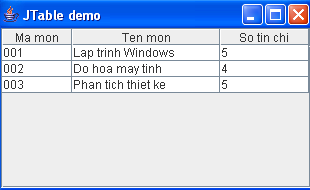 JTable demo
Ma mon Ten mon So tin chi
001 Lap trinh Windows 5
002 Do hoa may tinh 4
003 Phan tich thiet ke 5